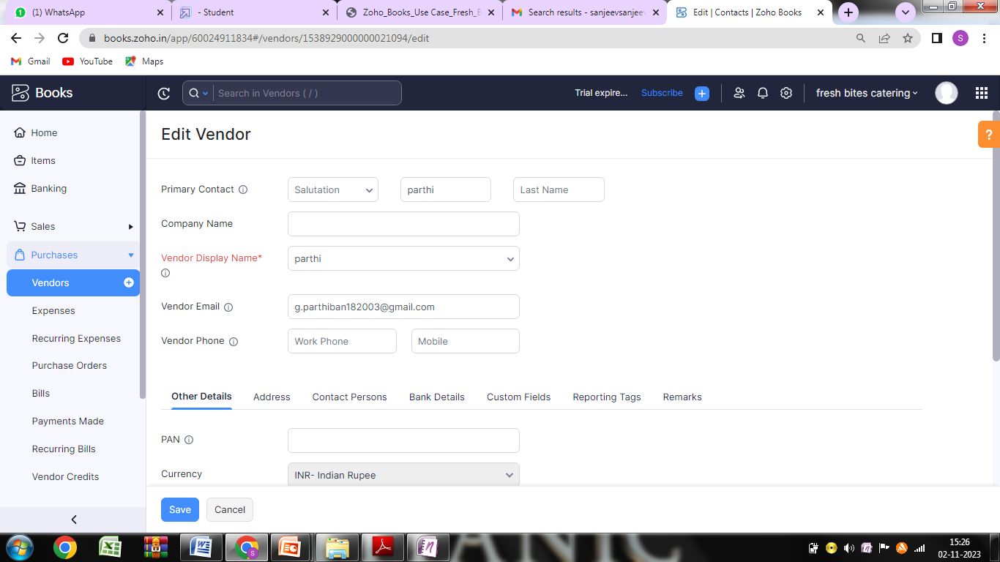 (1) WhatsApp
- Student
Zoho_Books_Use Case_Fresh_B
Search results - sanjeevsanjeev
Edit | Contacts | Zoho Books
books.zoho.in/app/60024911834#/vendors/1538929000000021094/edit
S
Gmail
YouTube
Maps
Books
Search in Vendors ( / )
Trial expire...
Subscribe
fresh bites catering
Home
Items
Banking
Sales
Purchases
Vendors
Expenses
Recurring Expenses
Purchase Orders
Bills
Payments Made
Recurring Bills
Vendor Credits
Edit Vendor
?
Primary Contact
Salutation
parthi
Last Name
Company Name
Vendor Display Name*
parthi
Vendor Email
g.parthiban182003@gmail.com
Vendor Phone
Work Phone
Mobile
Other Details
Address
Contact Persons
Bank Details
Custom Fields
Reporting Tags
Remarks
PAN
Currency
INR- Indian Rupee
Save
Cancel
15:26
02-11-2023